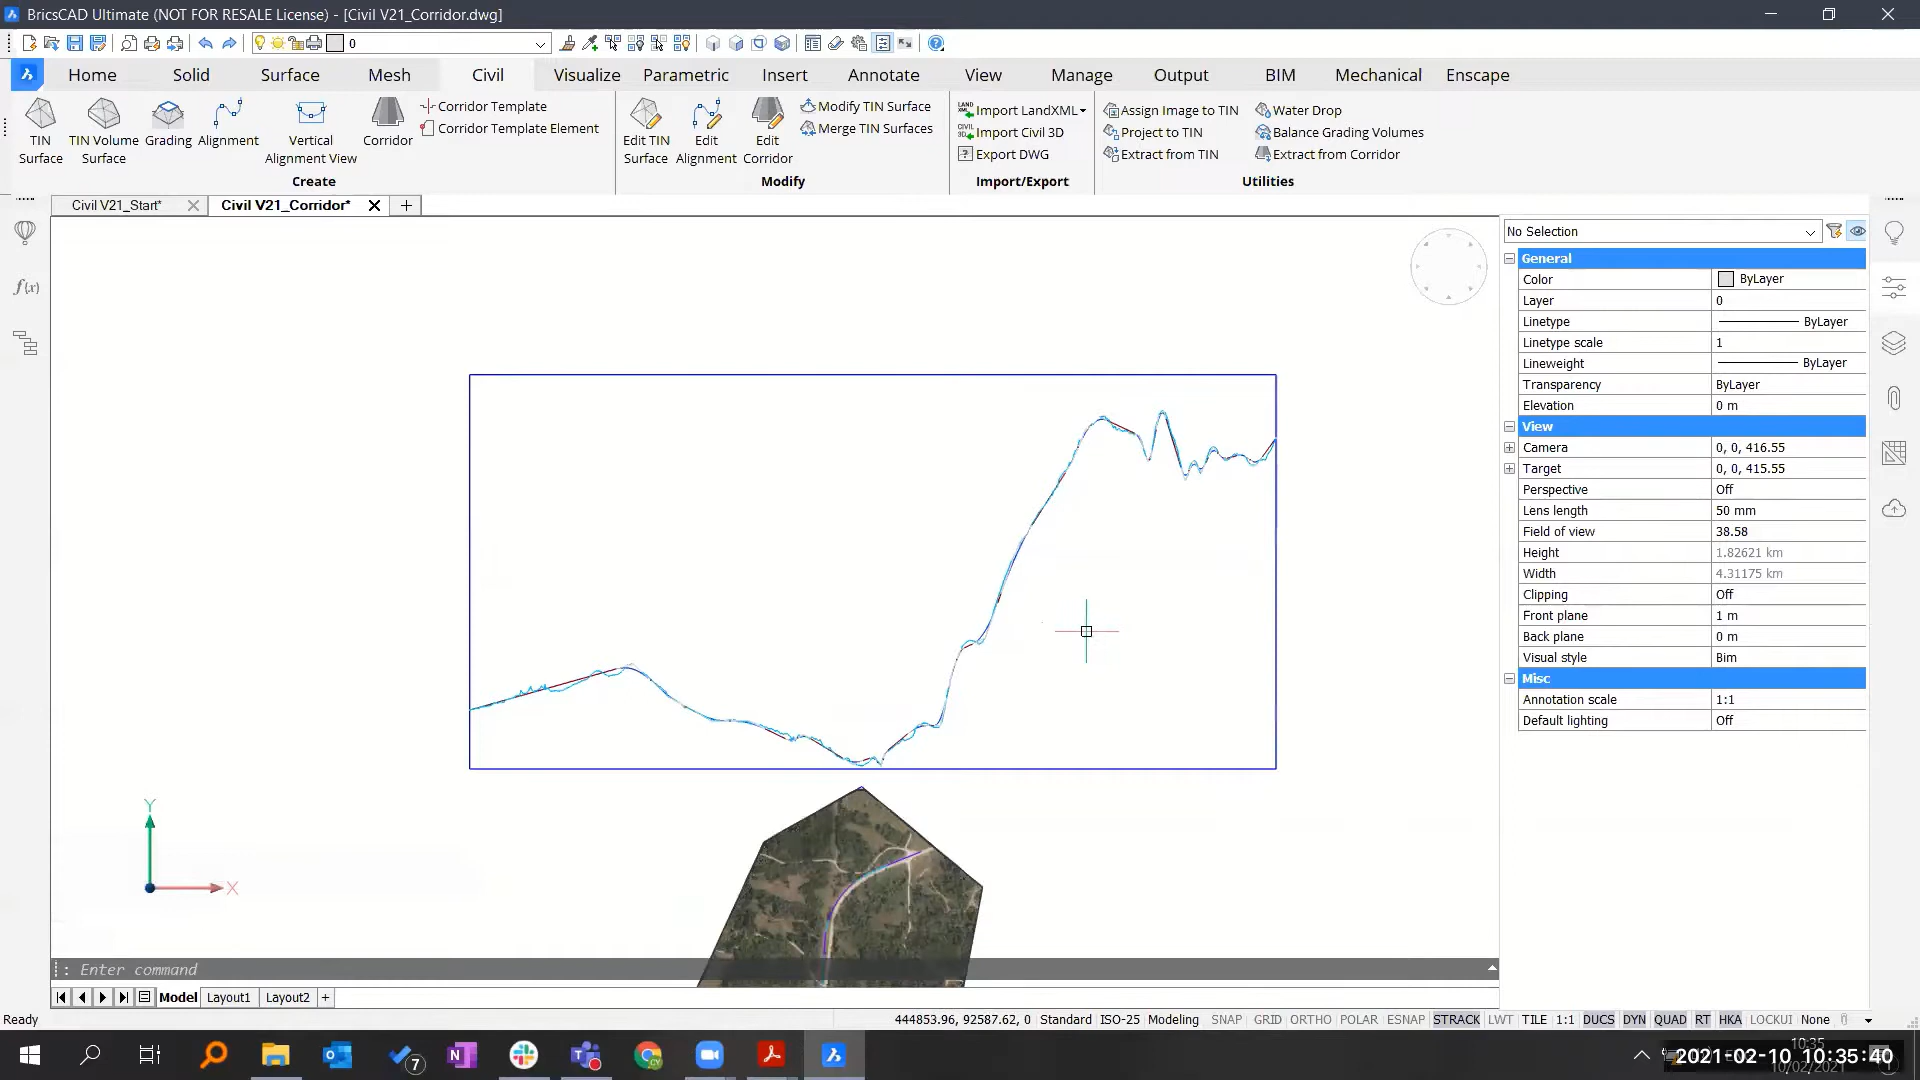 BricsCAD Ultimate (NOT FOR RESALE License) - [Civil V21_Corridor.dwg]
0
Home Solid Surface Mesh Civil Visualize Parametric Insert Annotate View Manage Output BIM Mechanical Enscape
TIN Surface
TIN Volume Surface
Grading
Alignment
Vertical Alignment View
Corridor
Corridor Template
Corridor Template Element
Create
Edit TIN Surface
Edit Alignment
Edit Corridor
Modify TIN Surface
Merge TIN Surfaces
Modify
Import LandXML
Import Civil 3D
Export DWG
Import/Export
Assign Image to TIN
Project to TIN
Extract from TIN
Water Drop
Balance Grading Volumes
Extract from Corridor
Utilities
Civil V21_Start* Civil V21_Corridor*
f(x)
No Selection
General
Color ByLayer
Layer 0
Linetype ByLayer
Linetype scale 1
Lineweight ByLayer
Transparency ByLayer
Elevation 0 m
View
Camera 0, 0, 416.55
Target 0, 0, 415.55
Perspective Off
Lens length 50 mm
Field of view 38.58
Height 1.82621 km
Width 4.31175 km
Clipping Off
Front plane 1 m
Back plane 0 m
Visual style Bim
Misc
Annotation scale 1:1
Default lighting Off
Y
X
: Enter command
Model Layout1 Layout2 +
Ready 444853.96, 92587.62, 0 Standard ISO-25 Modeling SNAP GRID ORTHO POLAR ESNAP STRACK LWT TILE 1:1 DUCS DYN QUAD RT HKA LOCKUI None
7
10:35
2021-02-10 10:35:40
10/02/2021